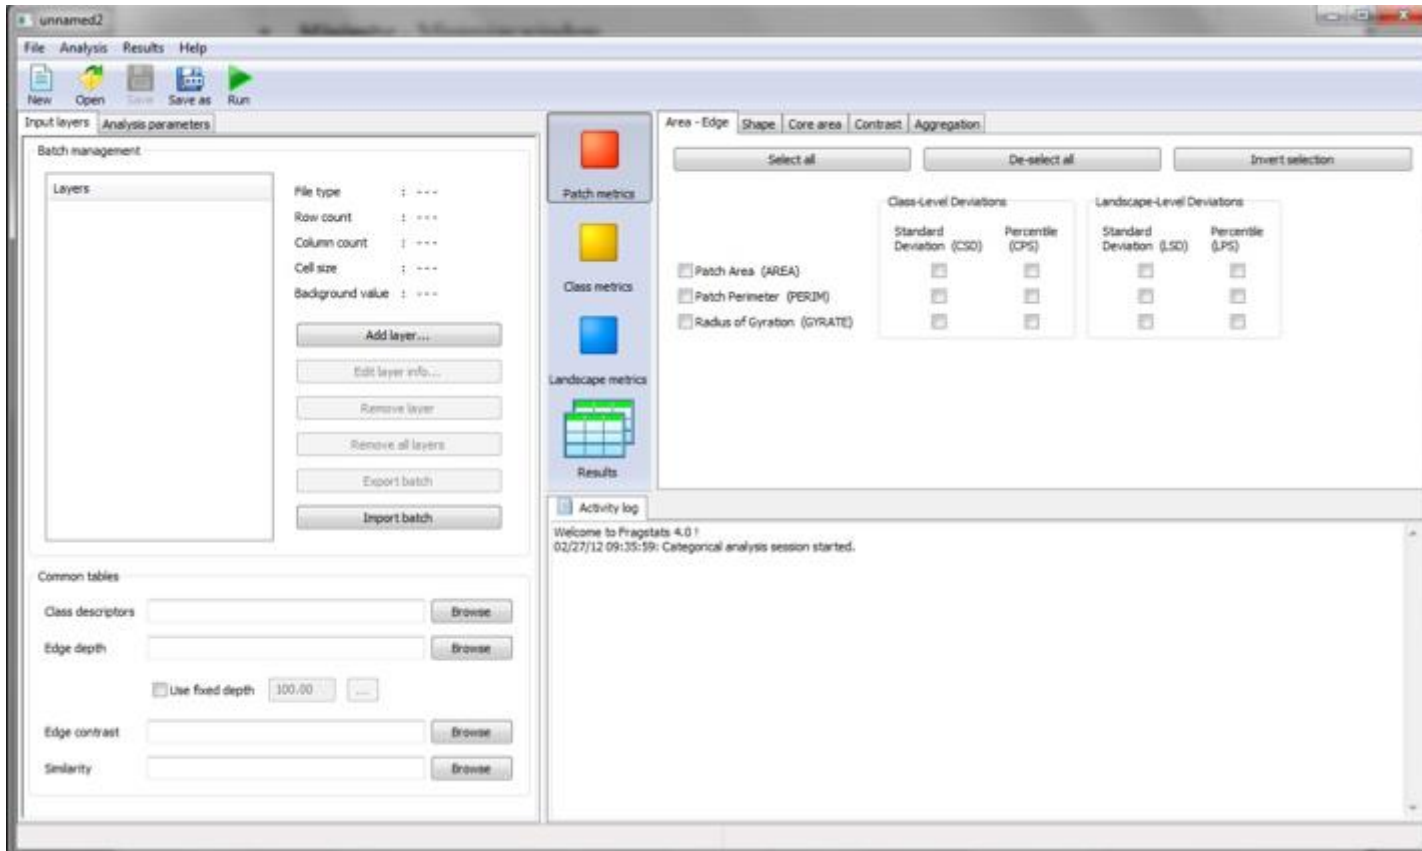 unnamed2
File Analysis Results Help
New Open Save Save as Run
Input layers Analysis parameters
Batch management
Layers
File type : ---
Row count : ---
Column count : ---
Cell size : ---
Background value : ---
Add layer...
Edit layer info...
Remove layer
Remove all layers
Export batch
Import batch
Common tables
Class descriptors Browse
Edge depth Browse
Use fixed depth 100.00 ...
Edge contrast Browse
Similarity Browse
Patch metrics
Class metrics
Landscape metrics
Results
Area - Edge Shape Core area Contrast Aggregation
Select all De-select all Invert selection
Class-Level Deviations Landscape-Level Deviations
Standard Percentile Standard Percentile
Deviation (CSD) (CPS) Deviation (LSD) (LPS)
Patch Area (AREA)
Patch Perimeter (PERIM)
Radius of Gyration (GYRATE)
Activity log
Welcome to Fragstats 4.0 !
02/27/12 09:35:59: Categorical analysis session started.